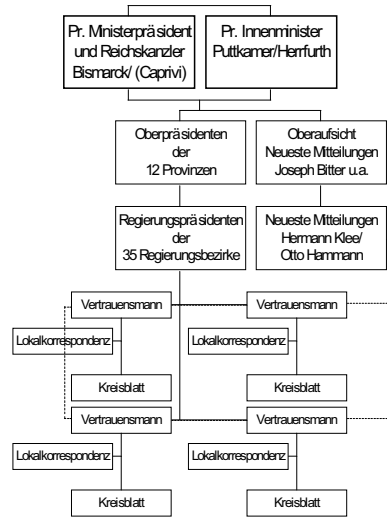 Pr. Ministerpräsident
und Reichskanzler
Bismarck/ (Caprivi)
Pr. Innenminister
Puttkamer/Herrfurth
Oberpräsidenten
der
12 Provinzen
Oberaufsicht
Neueste Mitteilungen
Joseph Bitter u.a.
Regierungspräsidenten
der
35 Regierungsbezirke
Neueste Mitteilungen
Hermann Klee/
Otto Hammann
Vertrauensmann
Vertrauensmann
Lokalkorrespondenz
Lokalkorrespondenz
Kreisblatt
Kreisblatt
Vertrauensmann
Vertrauensmann
Lokalkorrespondenz
Lokalkorrespondenz
Kreisblatt
Kreisblatt